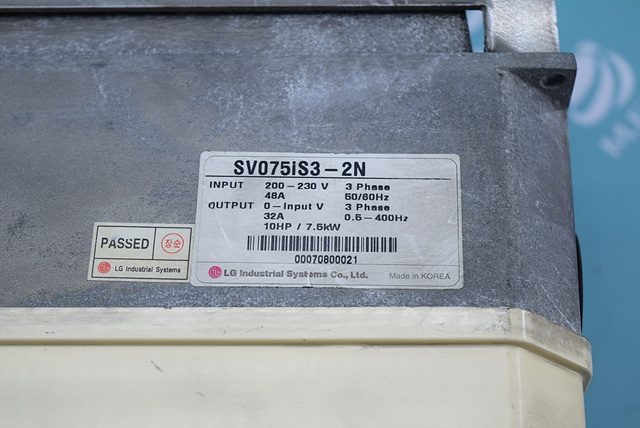 SV075iS3-2N
INPUT 200-230 V 3 Phase
48A 50/60Hz
OUTPUT 0-Input V 3 Phase
32A 0.5-400Hz
10HP / 7.5kW
00070800021
LG Industrial Systems Co., Ltd. Made in KOREA
PASSED 장순
LG Industrial Systems